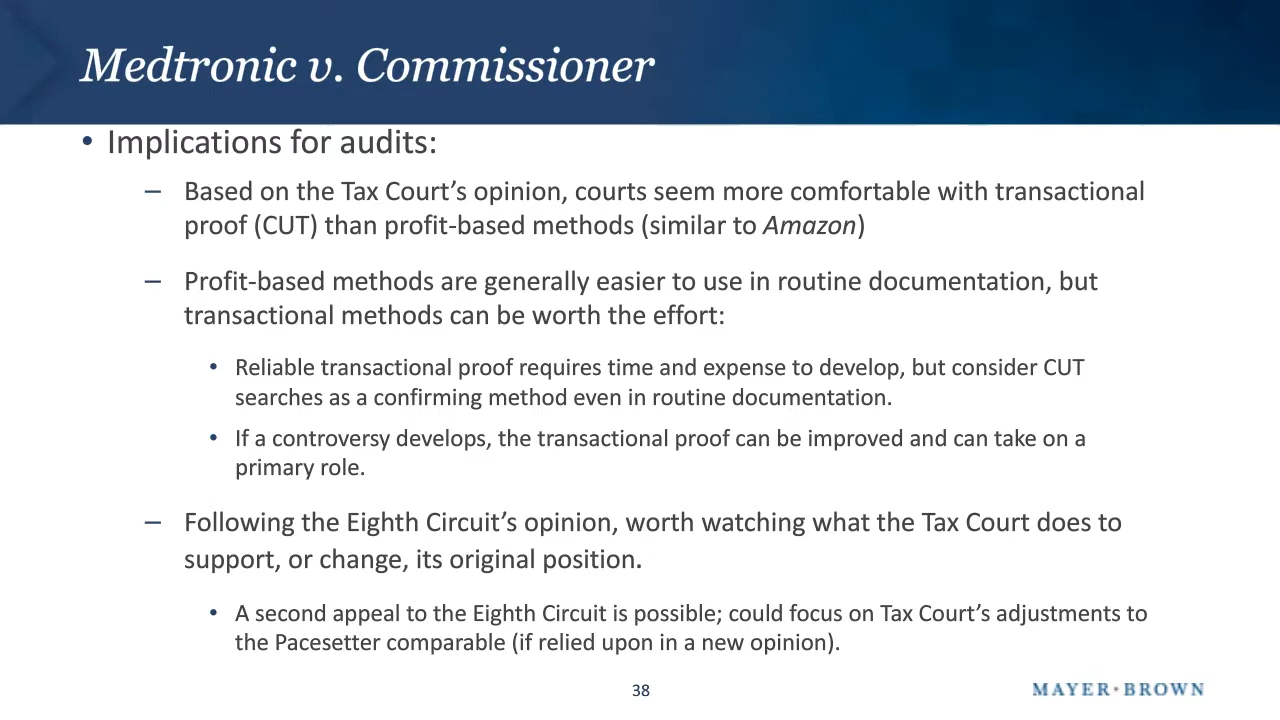 Medtronic v. Commissioner
• Implications for audits:
– Based on the Tax Court’s opinion, courts seem more comfortable with transactional
proof (CUT) than profit-based methods (similar to Amazon)
– Profit-based methods are generally easier to use in routine documentation, but
transactional methods can be worth the effort:
• Reliable transactional proof requires time and expense to develop, but consider CUT
searches as a confirming method even in routine documentation.
• If a controversy develops, the transactional proof can be improved and can take on a
primary role.
– Following the Eighth Circuit’s opinion, worth watching what the Tax Court does to
support, or change, its original position.
• A second appeal to the Eighth Circuit is possible; could focus on Tax Court’s adjustments to
the Pacesetter comparable (if relied upon in a new opinion).
38
MAYER•BROWN